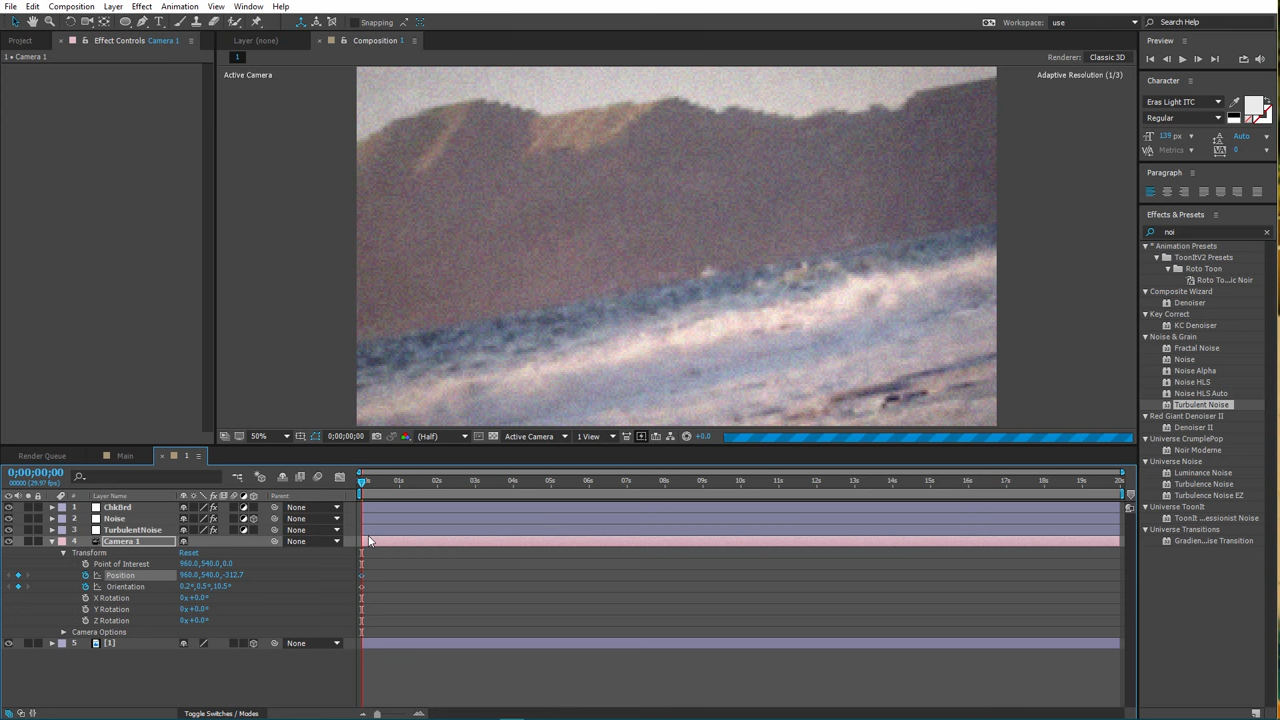 File Edit Composition Layer Effect Animation View Window Help
Snapping Workspace: use Search Help
Project Effect Controls Camera 1 Layer (none) Composition 1 Preview
1 • Camera 1 1 Renderer: Classic 3D
Active Camera Adaptive Resolution (1/3)
Character
Eras Light ITC
Regular
139 px Auto
Metrics 0
Paragraph
Effects & Presets
noi
* Animation Presets
ToonItV2 Presets
Roto Toon
Roto To...ic Noir
Composite Wizard
Denoiser
Key Correct
KC Denoiser
Noise & Grain
Fractal Noise
Noise
Noise Alpha
Noise HLS
Noise HLS Auto
Turbulent Noise
Red Giant Denoiser II
Denoiser II
Universe CrumplePop
Noir Moderne
Universe Noise
Luminance Noise
Turbulence Noise
Turbulence Noise EZ
Universe ToonIt
ToonIt ...essionist Noise
Universe Transitions
Gradien...ise Transition
50% 0;00;00;00 (Half) Active Camera 1 View +0.0
Render Queue Main 1
0;00;00;00
00000 (29.97 fps)
01s 02s 03s 04s 05s 06s 07s 08s 09s 10s 11s 12s 13s 14s 15s 16s 17s 18s 19s 20s
# Layer Name Parent
1 ChkBrd None
2 Noise None
3 TurbulentNoise None
4 Camera 1 None
Transform Reset
Point of Interest 960.0,540.0,0.0
Position 960.0,540.0,-312.7
Orientation 0.2°,0.5°,10.5°
X Rotation 0x+0.0°
Y Rotation 0x+0.0°
Z Rotation 0x+0.0°
Camera Options
5 [1] None
Toggle Switches / Modes